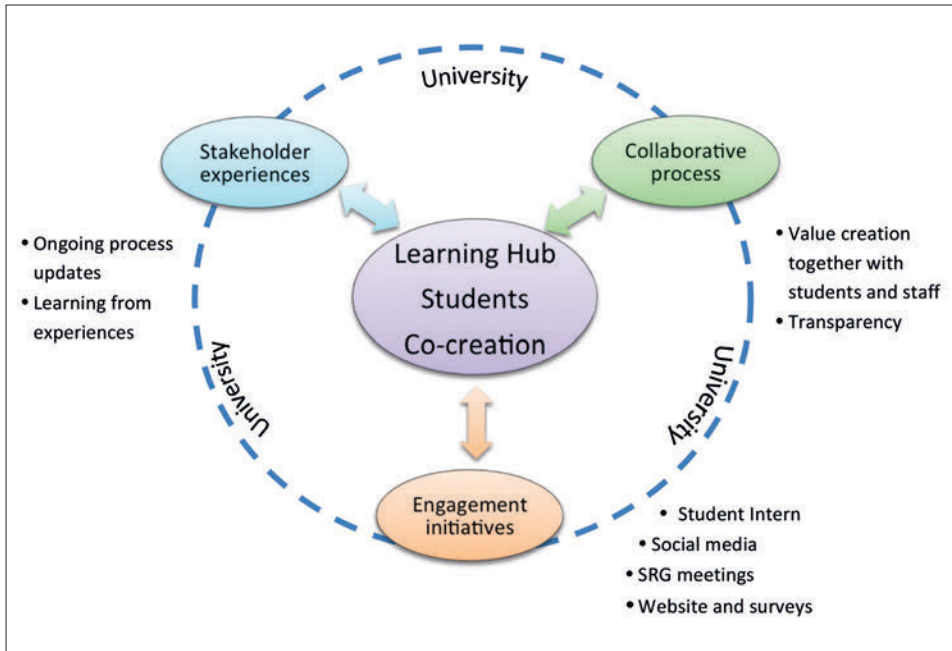 University
Stakeholder
experiences
Collaborative
process
• Ongoing process
updates
• Learning from
experiences
Learning Hub
Students
Co-creation
• Value creation
together with
students and staff
• Transparency
University
University
Engagement
initiatives
• Student Intern
• Social media
• SRG meetings
• Website and surveys